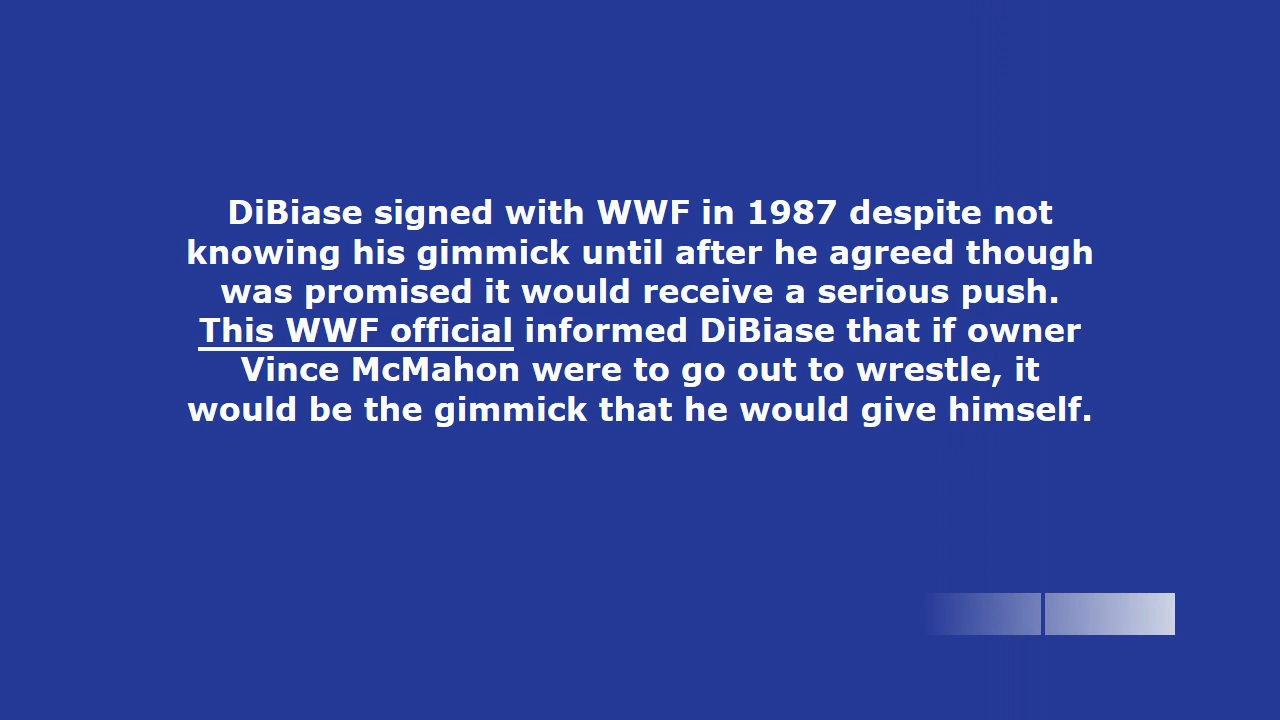 DiBiase signed with WWF in 1987 despite not
knowing his gimmick until after he agreed though
was promised it would receive a serious push.
This WWF official informed DiBiase that if owner
Vince McMahon were to go out to wrestle, it
would be the gimmick that he would give himself.